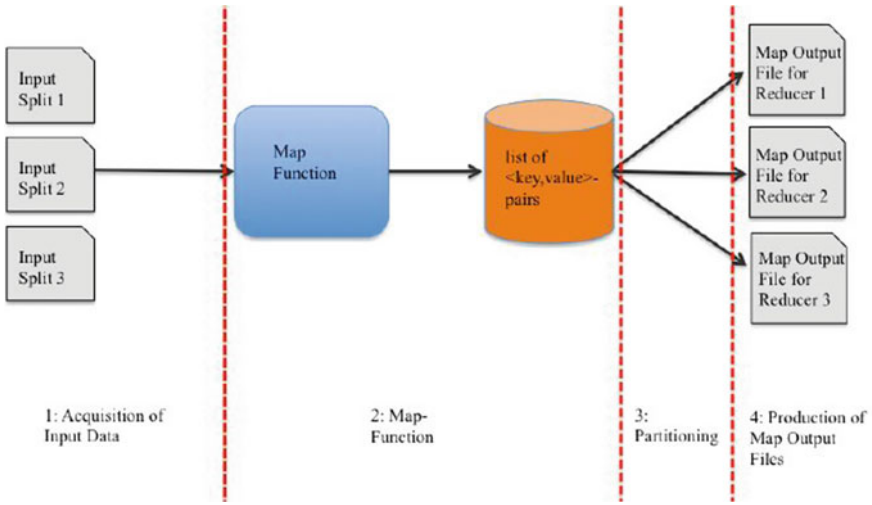 Input
Split 1
Input
Split 2
Input
Split 3
Map
Function
list of
<key,value>-
pairs
Map Output
File for
Reducer 1
Map Output
File for
Reducer 2
Map Output
File for
Reducer 3
1: Acquisition of
Input Data
2: Map-
Function
3:
Partitioning
4: Production of
Map Output
Files